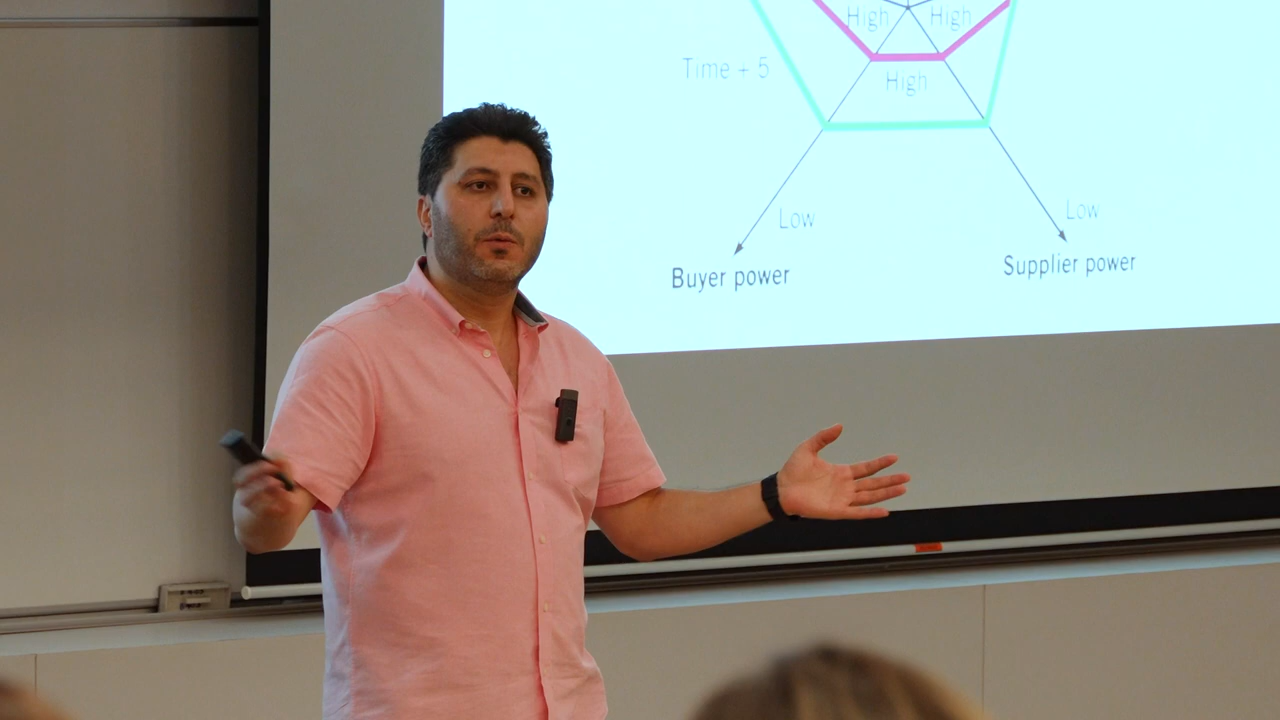 High High
Time + 5
High
Low
Low
Buyer power
Supplier power